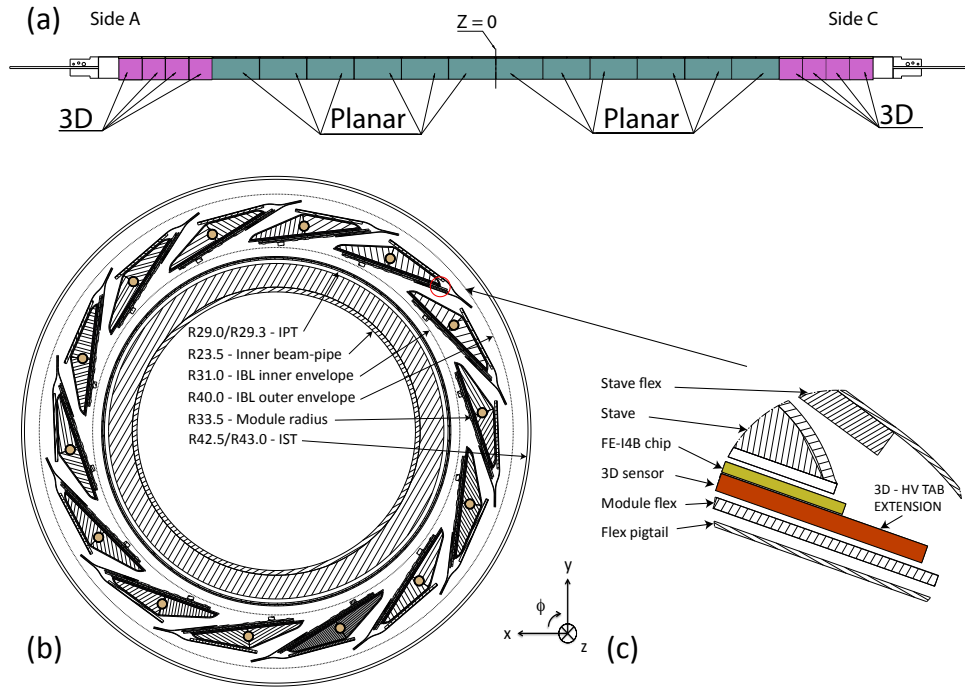 (a)
Side A
Z = 0
Side C
3D
Planar
Planar
3D
R29.0/R29.3 - IPT
R23.5 - Inner beam-pipe
R31.0 - IBL inner envelope
R40.0 - IBL outer envelope
R33.5 - Module radius
R42.5/R43.0 - IST
Stave flex
Stave
FE-I4B chip
3D sensor
Module flex
Flex pigtail
3D - HV TAB
EXTENSION
y
ϕ
x
z
(b)
(c)